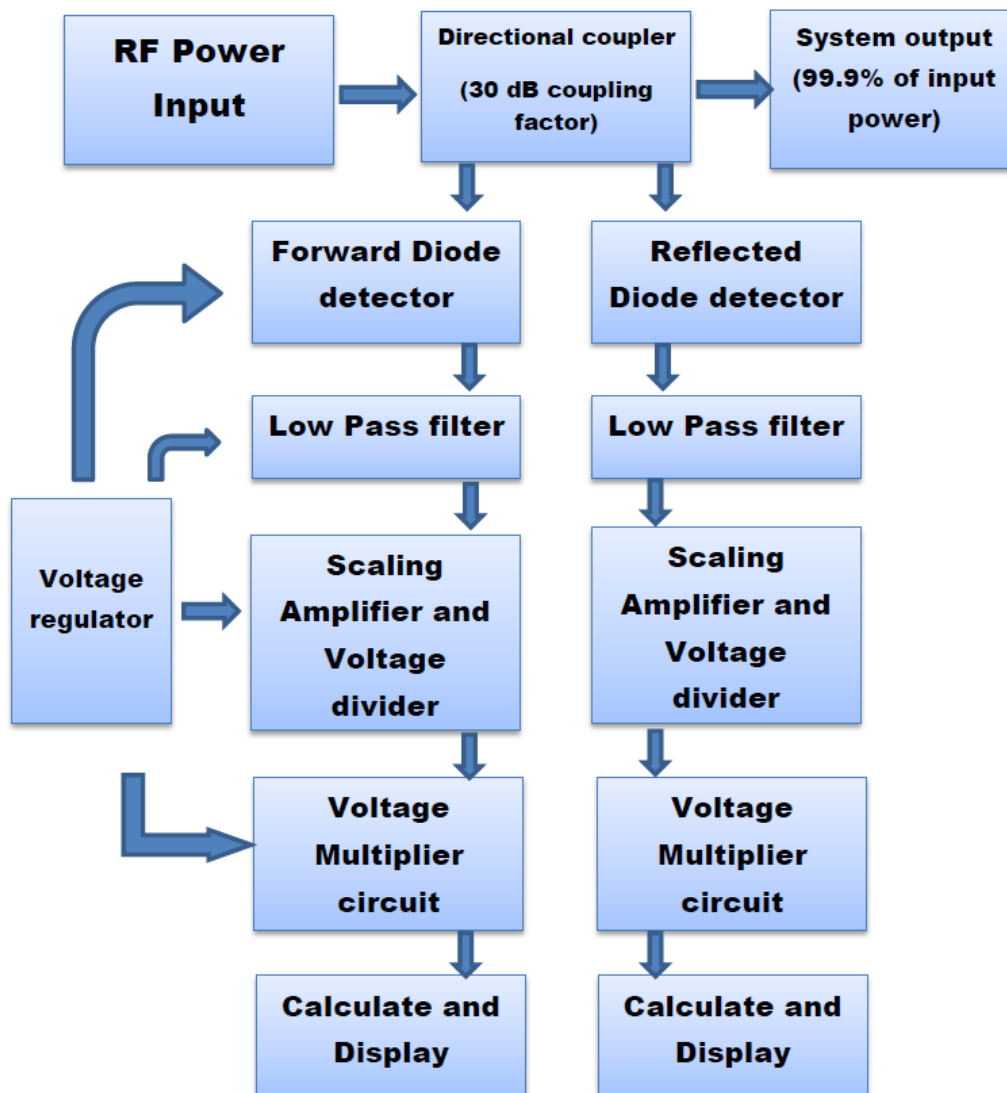 RF Power
Input
Directional coupler
(30 dB coupling
factor)
System output
(99.9% of input
power)
Forward Diode
detector
Reflected
Diode detector
Low Pass filter
Low Pass filter
Voltage
regulator
Scaling
Amplifier and
Voltage
divider
Scaling
Amplifier and
Voltage
divider
Voltage
Multiplier
circuit
Voltage
Multiplier
circuit
Calculate and
Display
Calculate and
Display